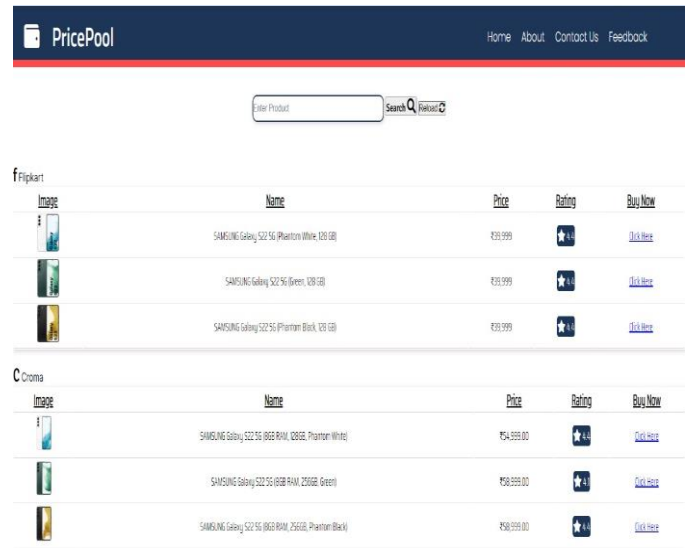 PricePool
Home About Contact Us Feedback
Enter Product Search Reload
f Flipkart
Image Name Price Rating Buy Now
SAMSUNG Galaxy S22 5G (Phantom White, 128 GB) ₹39,999 4.4 Click Here
SAMSUNG Galaxy S22 5G (Green, 128 GB) ₹39,999 4.4 Click Here
SAMSUNG Galaxy S22 5G (Phantom Black, 128 GB) ₹39,999 4.4 Click Here
C Croma
Image Name Price Rating Buy Now
SAMSUNG Galaxy S22 5G (8GB RAM, 128GB, Phantom White) ₹54,999.00 4.4 Click Here
SAMSUNG Galaxy S22 5G (8GB RAM, 256GB, Green) ₹58,999.00 Click Here
SAMSUNG Galaxy S22 5G (8GB RAM, 256GB, Phantom Black) ₹58,999.00 4.4 Click Here